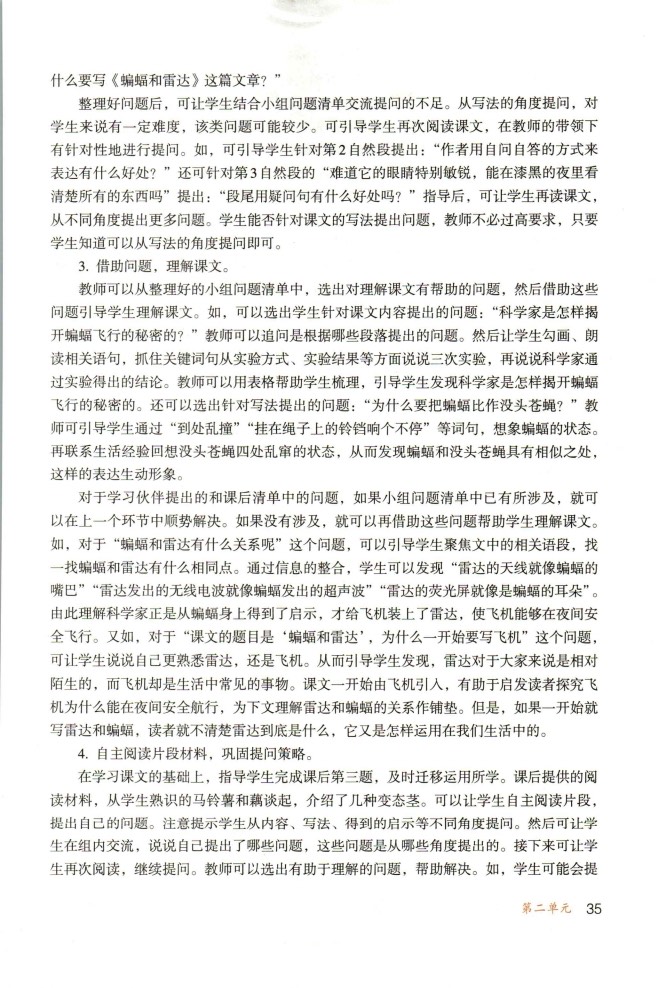 什么要写《蝙蝠和雷达》这篇文章？”
整理好问题后，可让学生结合小组问题清单交流提问的不足。从写法的角度提问，对
学生来说有一定难度，该类问题可能较少。可引导学生再次阅读课文，在教师的带领下
有针对性地进行提问。如，可引导学生针对第2自然段提出：“作者用自问自答的方式来
表达有什么好处？”还可针对第3自然段的“难道它的眼睛特别敏锐，能在漆黑的夜里看
清楚所有的东西吗”提出：“段尾用疑问句有什么好处吗？”指导后，可让学生再读课文，
从不同角度提出更多问题。学生能否针对课文的写法提出问题，教师不必过高要求，只要
学生知道可以从写法的角度提问即可。
3. 借助问题，理解课文。
教师可以从整理好的小组问题清单中，选出对理解课文有帮助的问题，然后借助这些
问题引导学生理解课文。如，可以选出学生针对课文内容提出的问题：“科学家是怎样揭
开蝙蝠飞行的秘密的？”教师可以追问是根据哪些段落提出的问题。然后让学生勾画、朗
读相关语句，抓住关键词句从实验方式、实验结果等方面说说三次实验，再说说科学家通
过实验得出的结论。教师可以用表格帮助学生梳理，引导学生发现科学家是怎样揭开蝙蝠
飞行的秘密的。还可以选出针对写法提出的问题：“为什么要把蝙蝠比作没头苍蝇？”教
师可引导学生通过“到处乱撞”“挂在绳子上的铃铛响个不停”等词句，想象蝙蝠的状态。
再联系生活经验回想没头苍蝇四处乱窜的状态，从而发现蝙蝠和没头苍蝇具有相似之处，
这样的表达生动形象。
对于学习伙伴提出的和课后清单中的问题，如果小组问题清单中已有所涉及，就可
以在上一个环节中顺势解决。如果没有涉及，就可以再借助这些问题帮助学生理解课文。
如，对于“蝙蝠和雷达有什么关系呢”这个问题，可以引导学生聚焦文中的相关语段，找
一找蝙蝠和雷达有什么相同点。通过信息的整合，学生可以发现“雷达的天线就像蝙蝠的
嘴巴”“雷达发出的无线电波就像蝙蝠发出的超声波”“雷达的荧光屏就像是蝙蝠的耳朵”。
由此理解科学家正是从蝙蝠身上得到了启示，才给飞机装上了雷达，使飞机能够在夜间安
全飞行。又如，对于“课文的题目是‘蝙蝠和雷达’，为什么一开始要写飞机”这个问题，
可让学生说说自己更熟悉雷达，还是飞机。从而引导学生发现，雷达对于大家来说是相对
陌生的，而飞机却是生活中常见的事物。课文一开始由飞机引入，有助于启发读者探究飞
机为什么能在夜间安全航行，为下文理解雷达和蝙蝠的关系作铺垫。但是，如果一开始就
写雷达和蝙蝠，读者就不清楚雷达到底是什么，它又是怎样运用在我们生活中的。
4. 自主阅读片段材料，巩固提问策略。
在学习课文的基础上，指导学生完成课后第三题，及时迁移运用所学。课后提供的阅
读材料，从学生熟识的马铃薯和藕谈起，介绍了几种变态茎。可以让学生自主阅读片段，
提出自己的问题。注意提示学生从内容、写法、得到的启示等不同角度提问。然后可让学
生在组内交流，说说自己提出了哪些问题，这些问题是从哪些角度提出的。接下来可让学
生再次阅读，继续提问。教师可以选出有助于理解的问题，帮助解决。如，学生可能会提
第二单元 35